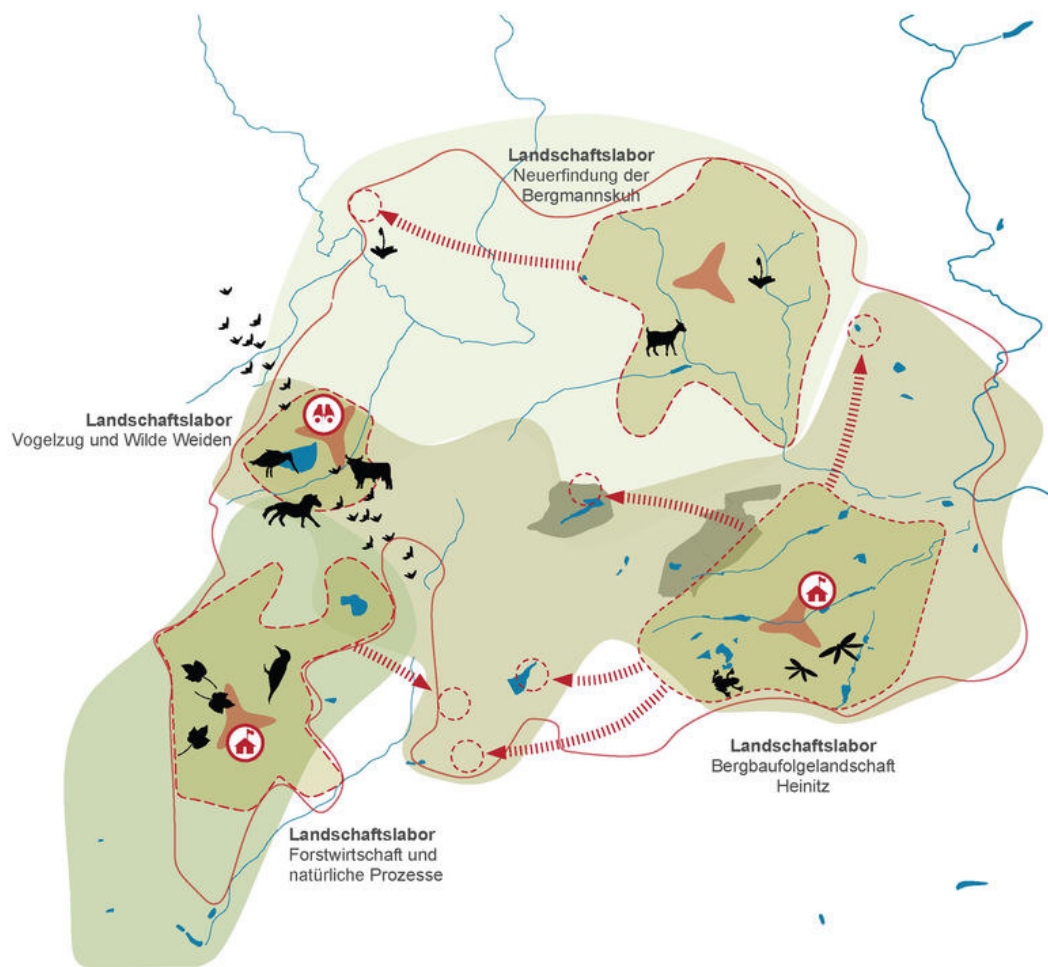 Landschaftslabor
Neuerfindung der
Bergmannskuh
Landschaftslabor
Vogelzug und Wilde Weiden
Landschaftslabor
Bergbaufolgelandschaft
Heinitz
Landschaftslabor
Forstwirtschaft und
natürliche Prozesse